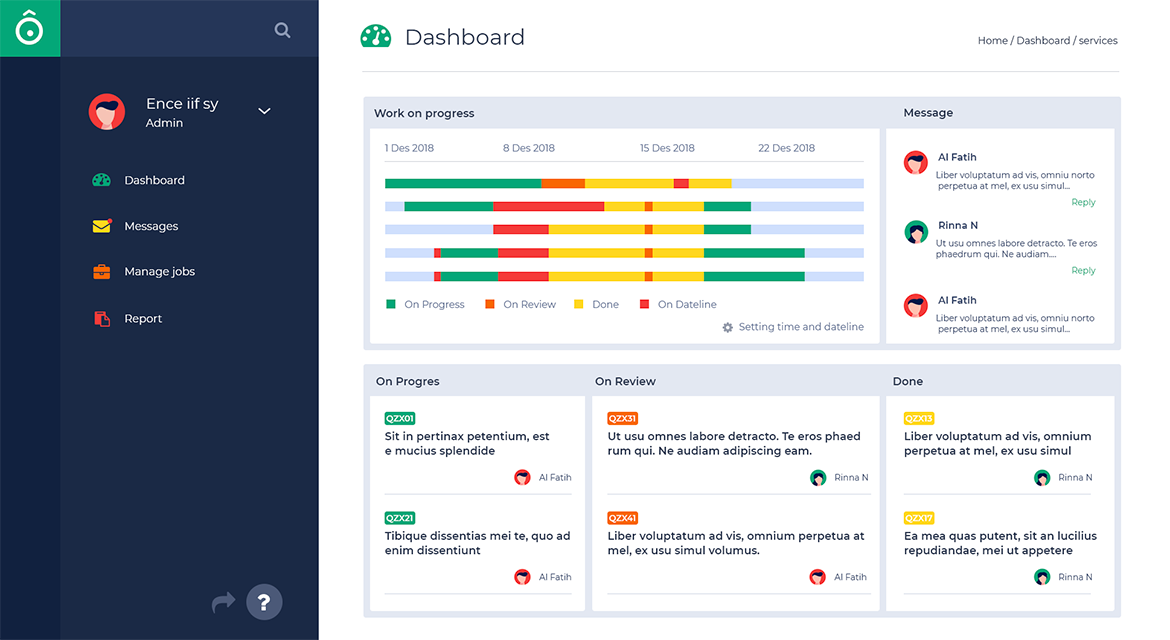 Ence iif sy
Admin
Dashboard
Messages
Manage jobs
Report
?
Dashboard
Home / Dashboard / services
Work on progress
1 Des 2018
8 Des 2018
15 Des 2018
22 Des 2018
On Progress
On Review
Done
On Dateline
Setting time and dateline
Message
Al Fatih
Liber voluptatum ad vis, omniu norto
perpetua at mel, ex usu simul...
Reply
Rinna N
Ut usu omnes labore detracto. Te eros
phaedrum qui. Ne audiam....
Reply
Al Fatih
Liber voluptatum ad vis, omniu norto
perpetua at mel, ex usu simul...
On Progres
QZX01
Sit in pertinax petentium, est
e mucius splendide
Al Fatih
QZX21
Tibique dissentias mei te, quo ad
enim dissentiunt
Al Fatih
On Review
QZX31
Ut usu omnes labore detracto. Te eros phaed
rum qui. Ne audiam adipiscing eam.
Rinna N
QZX41
Liber voluptatum ad vis, omnium perpetua at
mel, ex usu simul volumus.
Al Fatih
Done
QZX13
Liber voluptatum ad vis, omnium
perpetua at mel, ex usu simul
Rinna N
QZX17
Ea mea quas putent, sit an lucilius
repudiandae, mei ut appetere
Rinna N